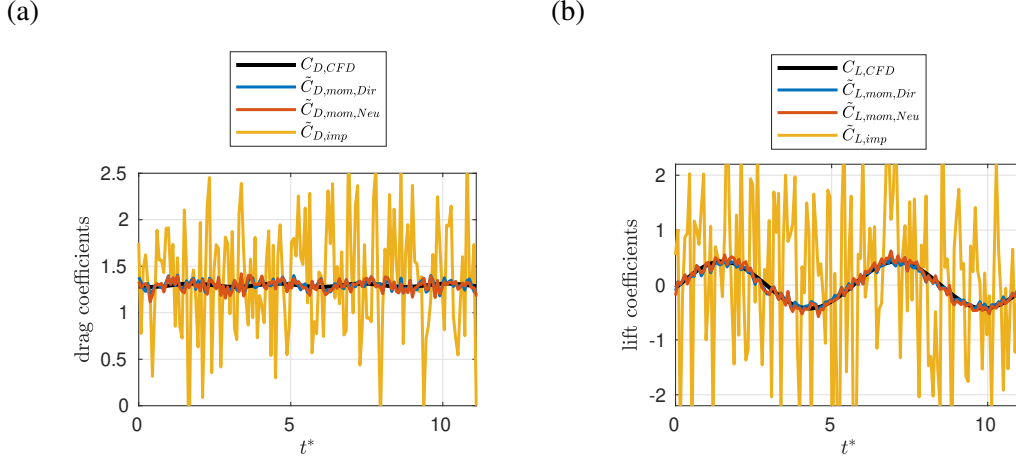 (a)
C_{D,CFD}
\tilde{C}_{D,mom,Dir}
\tilde{C}_{D,mom,Neu}
\tilde{C}_{D,imp}
drag coefficients
2.5
2
1.5
1
0.5
0
0 5 10
t*
(b)
C_{L,CFD}
\tilde{C}_{L,mom,Dir}
\tilde{C}_{L,mom,Neu}
\tilde{C}_{L,imp}
lift coefficients
2
1
0
-1
-2
0 5 10
t*